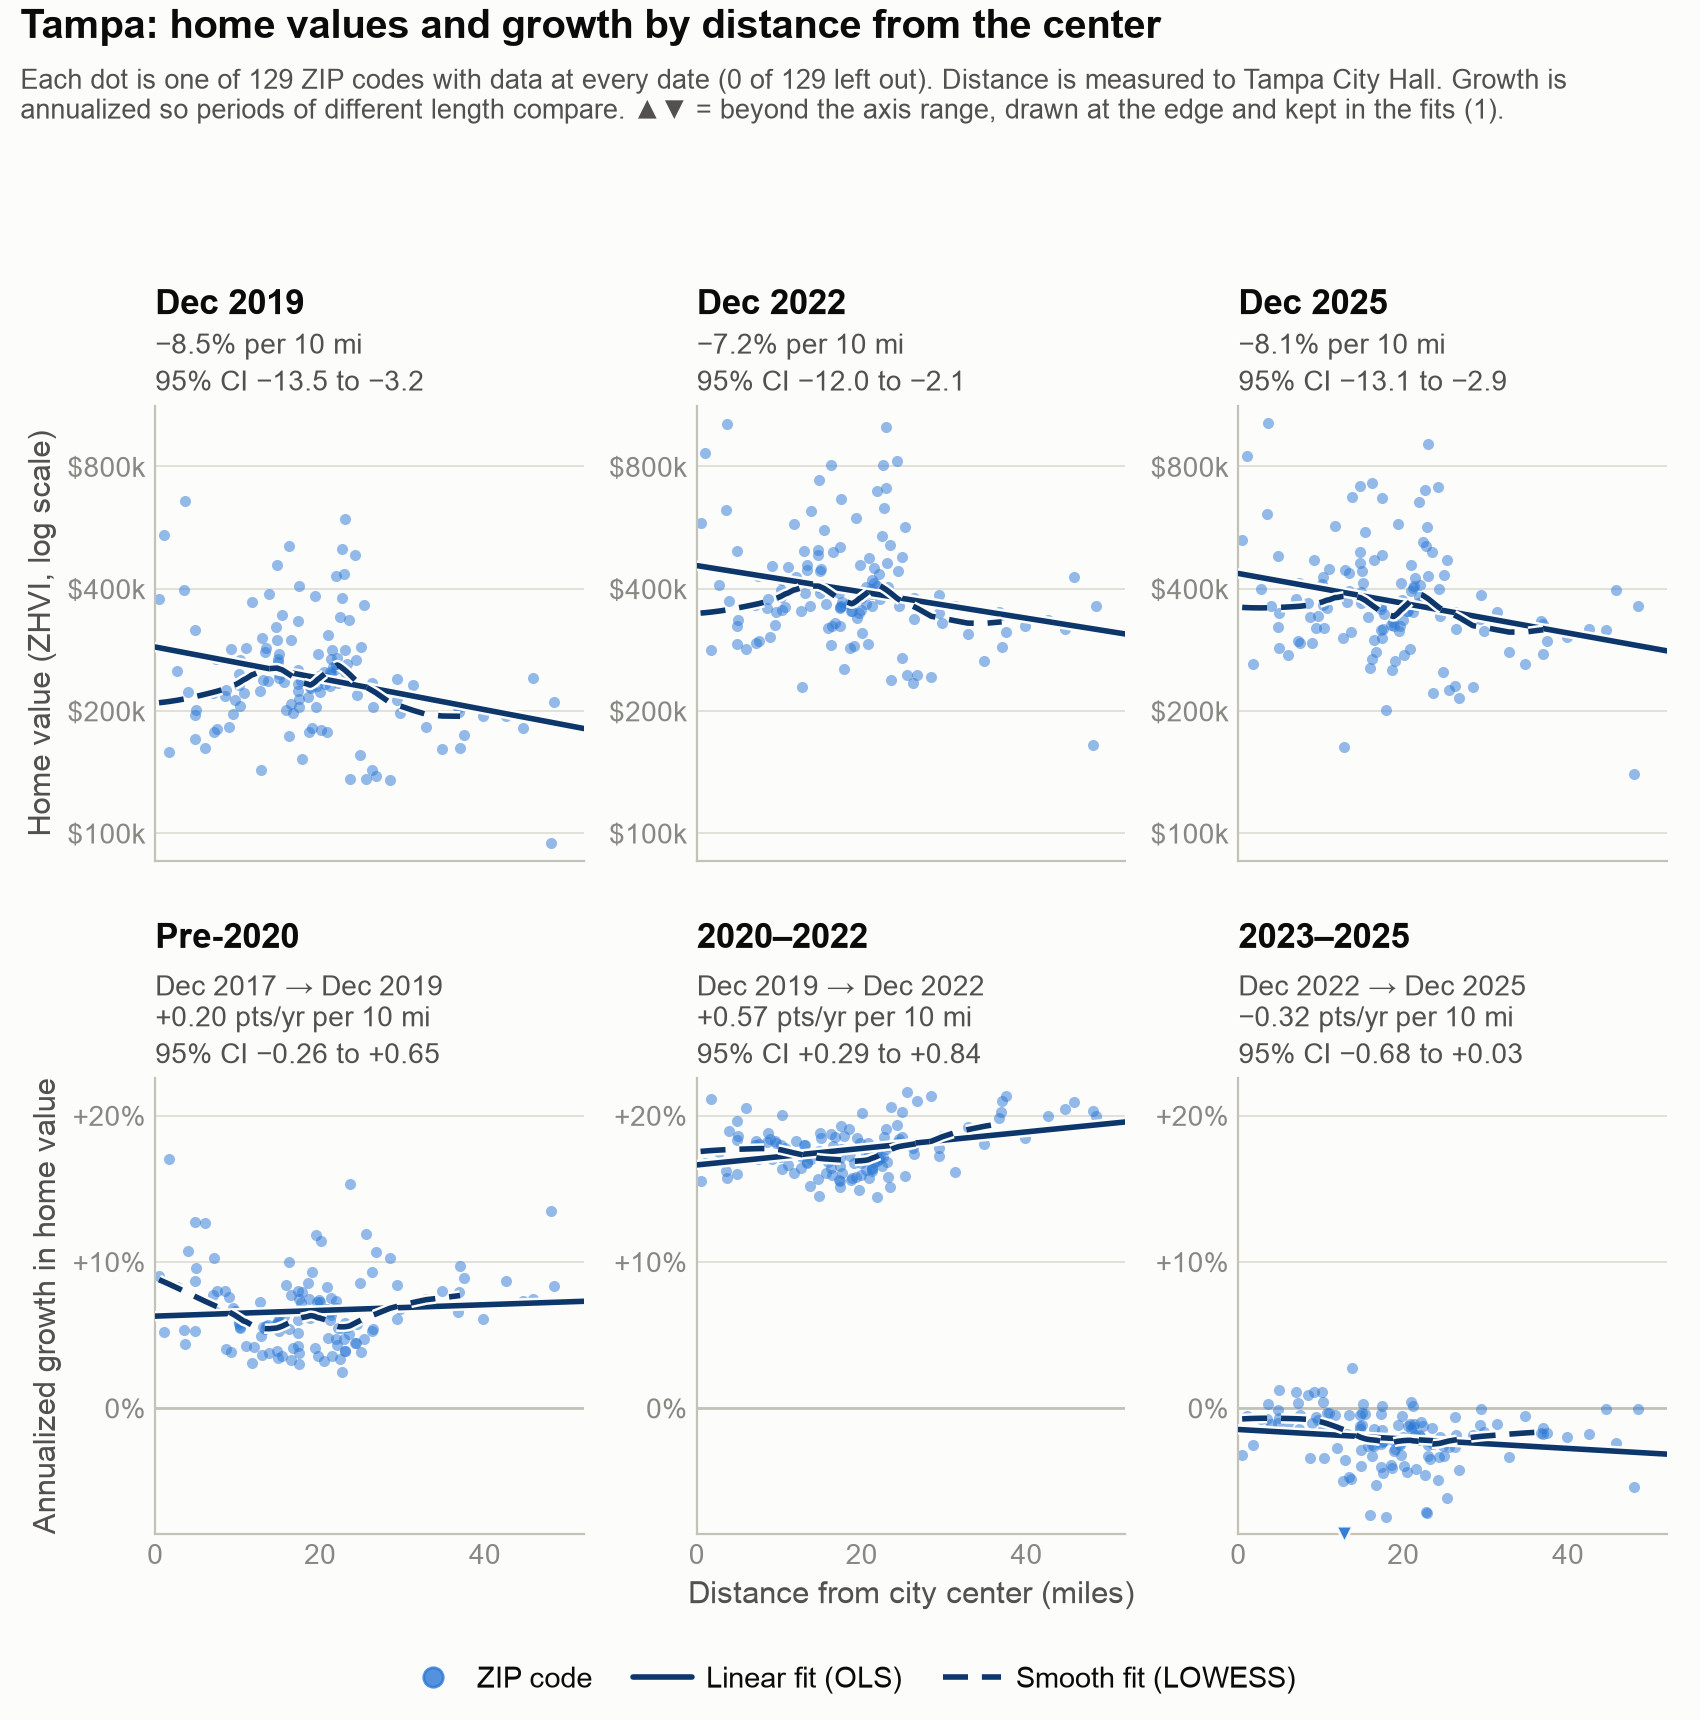 Tampa: home values and growth by distance from the center
Each dot is one of 129 ZIP codes with data at every date (0 of 129 left out). Distance is measured to Tampa City Hall. Growth is
annualized so periods of different length compare. ▲▼ = beyond the axis range, drawn at the edge and kept in the fits (1).
Dec 2019
−8.5% per 10 mi
95% CI −13.5 to −3.2
Dec 2022
−7.2% per 10 mi
95% CI −12.0 to −2.1
Dec 2025
−8.1% per 10 mi
95% CI −13.1 to −2.9
Home value (ZHVI, log scale)
$800k
$400k
$200k
$100k
$800k
$400k
$200k
$100k
$800k
$400k
$200k
$100k
Pre-2020
Dec 2017 → Dec 2019
+0.20 pts/yr per 10 mi
95% CI −0.26 to +0.65
2020–2022
Dec 2019 → Dec 2022
+0.57 pts/yr per 10 mi
95% CI +0.29 to +0.84
2023–2025
Dec 2022 → Dec 2025
−0.32 pts/yr per 10 mi
95% CI −0.68 to +0.03
Annualized growth in home value
+20%
+10%
0%
+20%
+10%
0%
+20%
+10%
0%
0 20 40
0 20 40
0 20 40
Distance from city center (miles)
ZIP code
Linear fit (OLS)
Smooth fit (LOWESS)